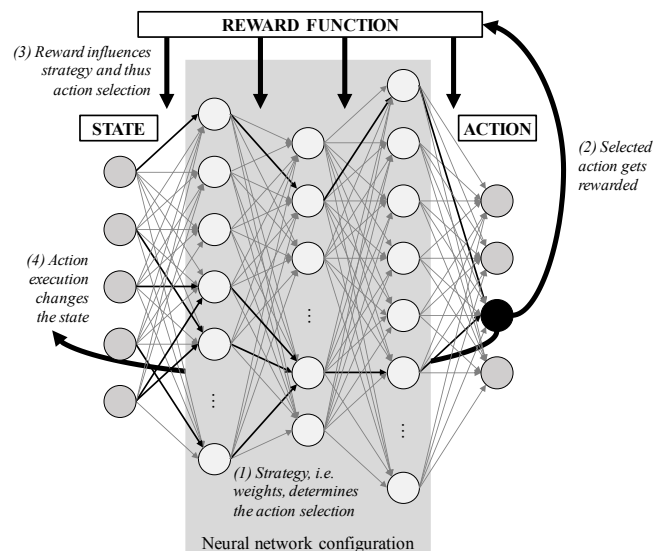 REWARD FUNCTION
(3) Reward influences
strategy and thus
action selection
STATE
ACTION
(2) Selected
action gets
rewarded
(4) Action
execution
changes
the state
...
...
...
(1) Strategy, i.e.
weights, determines
the action selection
Neural network configuration